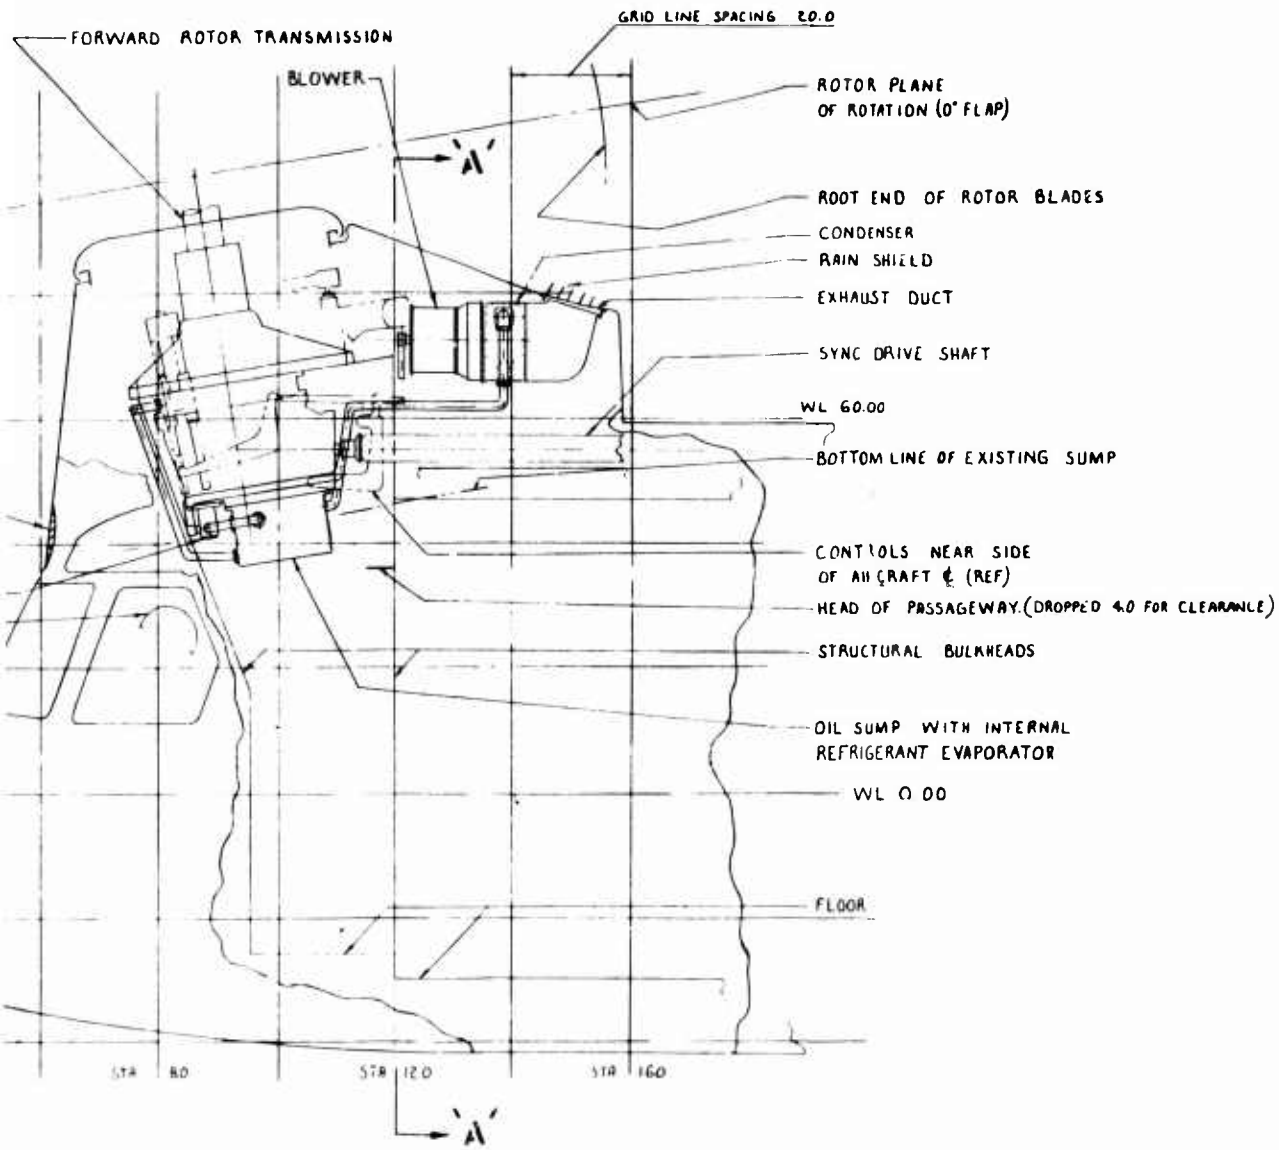 GRID LINE SPACING 20.0
FORWARD ROTOR TRANSMISSION
BLOWER
ROTOR PLANE
OF ROTATION (0° FLAP)
'A'
ROOT END OF ROTOR BLADES
CONDENSER
RAIN SHIELD
EXHAUST DUCT
SYNC DRIVE SHAFT
WL 60.00
BOTTOM LINE OF EXISTING SUMP
CONTROLS NEAR SIDE
OF AIRCRAFT ℄ (REF)
HEAD OF PASSAGEWAY.(DROPPED 4.0 FOR CLEARANCE)
STRUCTURAL BULKHEADS
OIL SUMP WITH INTERNAL
REFRIGERANT EVAPORATOR
WL 0 00
FLOOR
STA 80
STA 120
STA 160
'A'